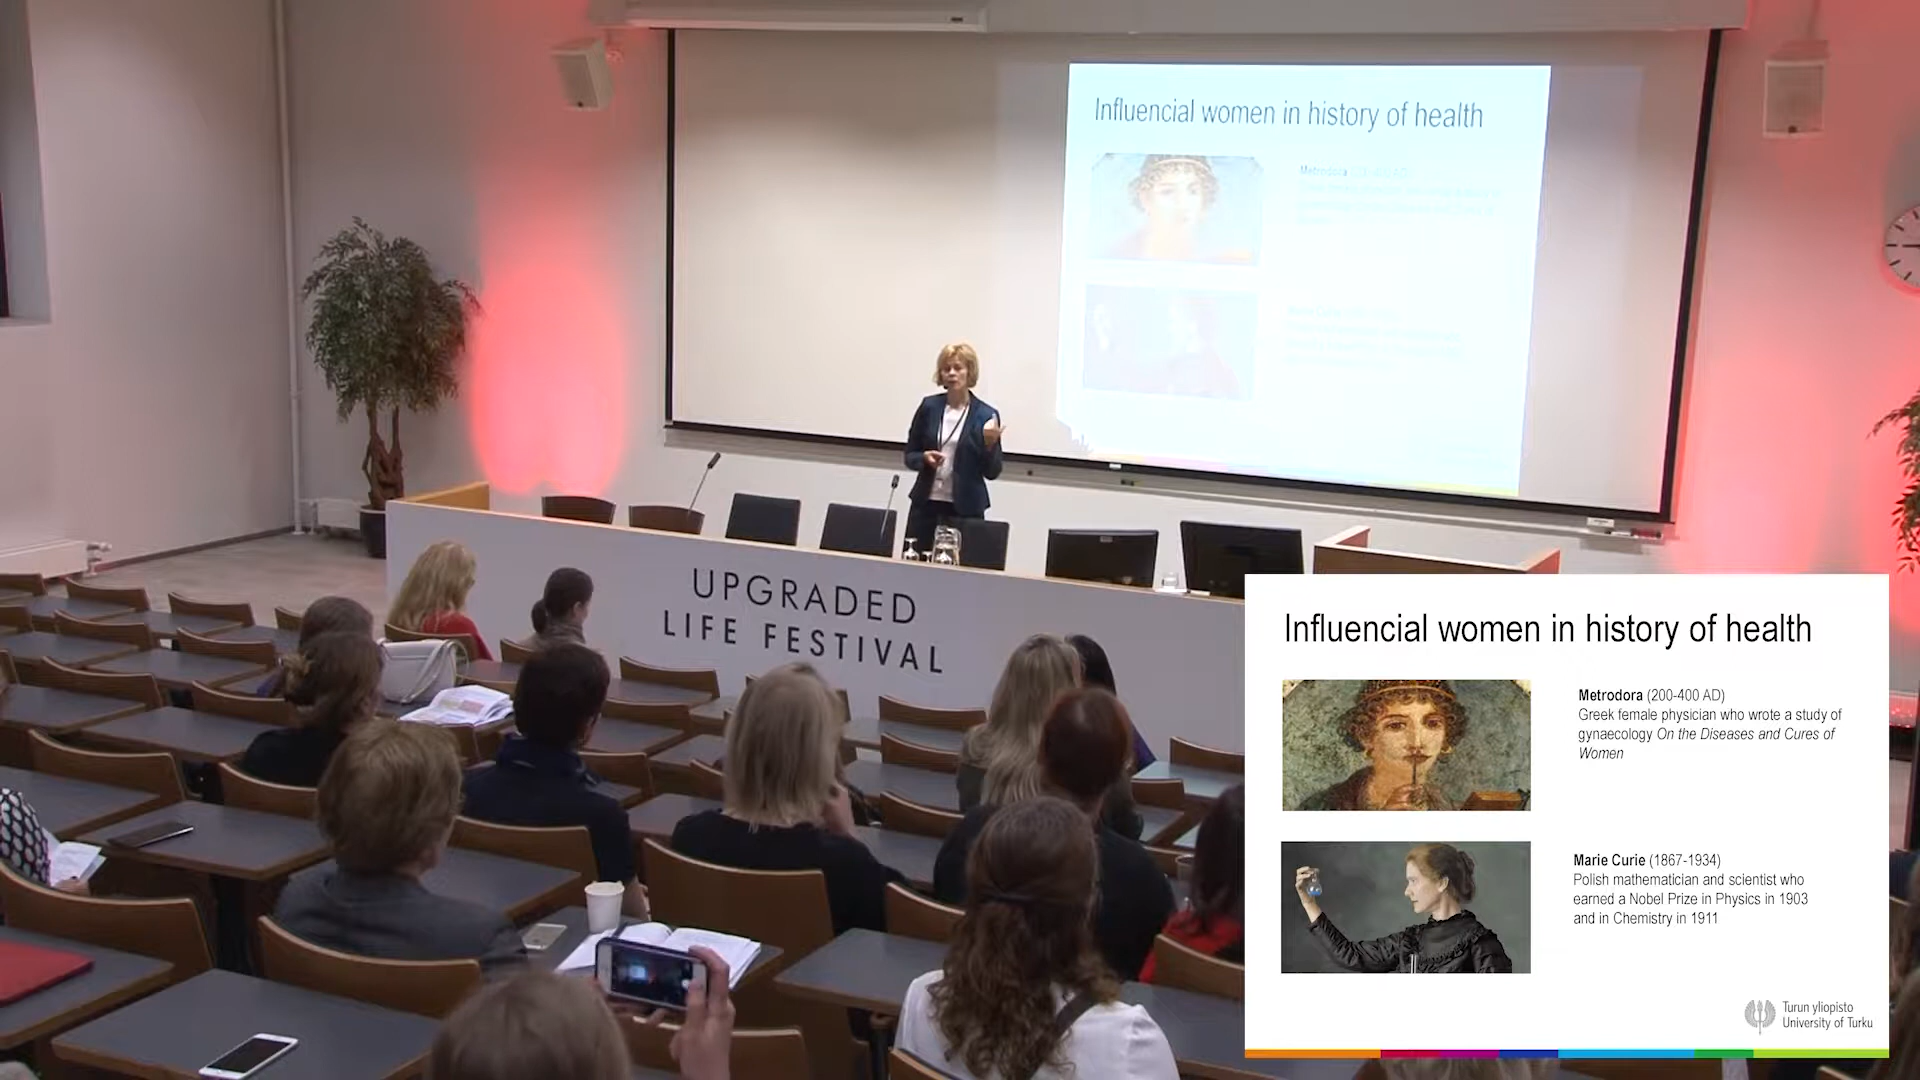 Influencial women in history of health
Metrodora
UPGRADED
LIFE FESTIVAL
Influencial women in history of health
Metrodora (200-400 AD)
Greek female physician who wrote a study of
gynaecology On the Diseases and Cures of
Women
Marie Curie (1867-1934)
Polish mathematician and scientist who
earned a Nobel Prize in Physics in 1903
and in Chemistry in 1911
Turun yliopisto
University of Turku